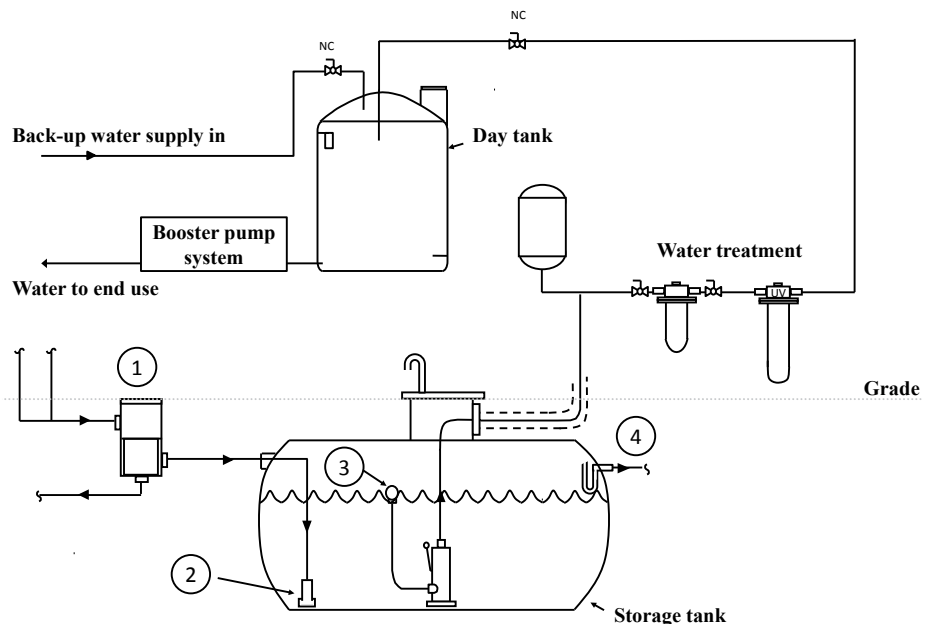 NC
NC
Back-up water supply in
Day tank
Booster pump
system
Water treatment
Water to end use
UV
1
Grade
4
3
2
Storage tank